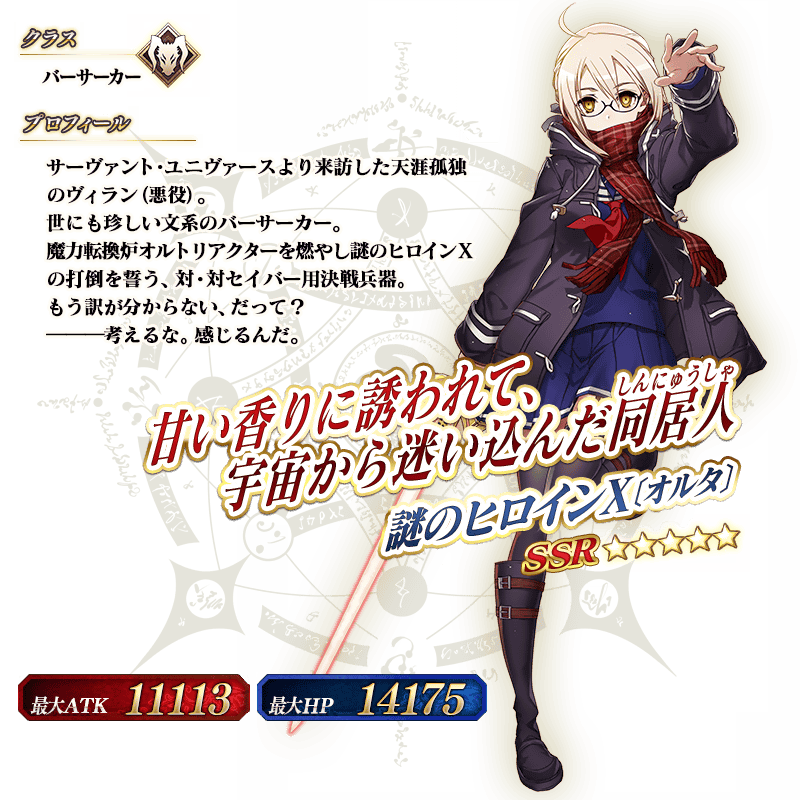 クラス
バーサーカー
プロフィール
サーヴァント・ユニヴァースより来訪した天涯孤独
のヴィラン（悪役）。
世にも珍しい文系のバーサーカー。
魔力転換炉オルトリアクターを燃やし謎のヒロインX
の打倒を誓う、対・対セイバー用決戦兵器。
もう訳が分からない、だって？
———考えるな。感じるんだ。
甘い香りに誘われて、
しんにゅうしゃ
宇宙から迷い込んだ同居人
謎のヒロインX〔オルタ〕
SSR ☆☆☆☆☆
最大ATK 11113
最大HP 14175